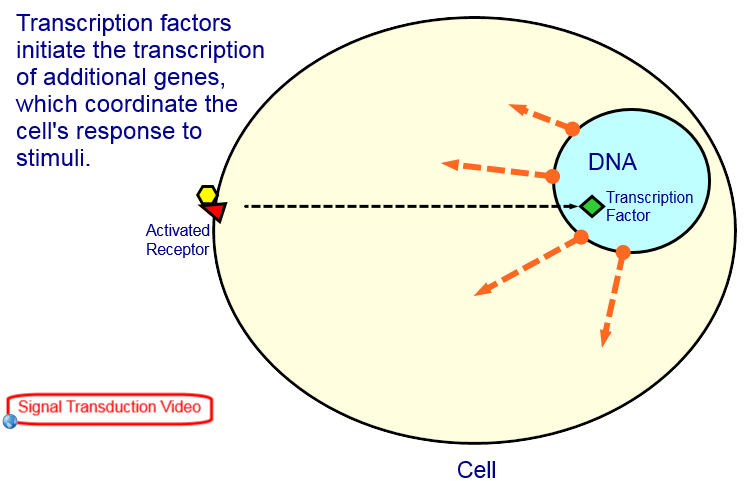 Transcription factors
initiate the transcription
of additional genes,
which coordinate the
cell's response to
stimuli.
DNA
Transcription
Factor
Activated
Receptor
Signal Transduction Video
Cell